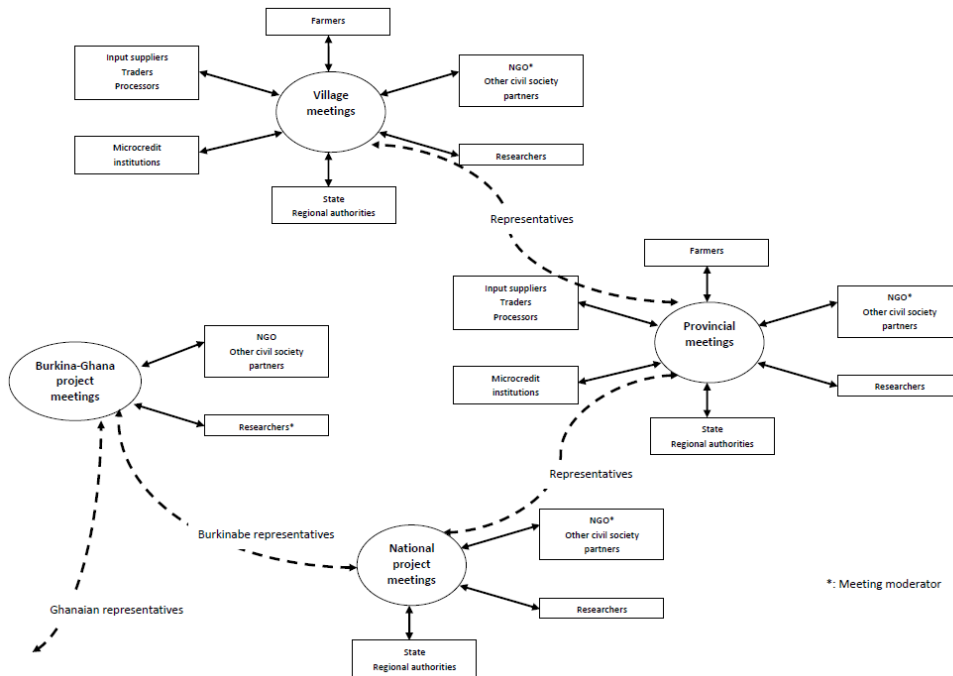 Farmers
Input suppliers
Traders
Processors
NGO*
Other civil society
partners
Village
meetings
Microcredit
institutions
Researchers
State
Regional authorities
Representatives
Farmers
Input suppliers
Traders
Processors
NGO*
Other civil society
partners
Provincial
meetings
Microcredit
institutions
Researchers
State
Regional authorities
NGO
Other civil society
partners
Burkina-Ghana
project
meetings
Researchers*
Representatives
Burkinabe representatives
NGO*
Other civil society
partners
National
project
meetings
Researchers
State
Regional authorities
*: Meeting moderator
Ghanaian representatives